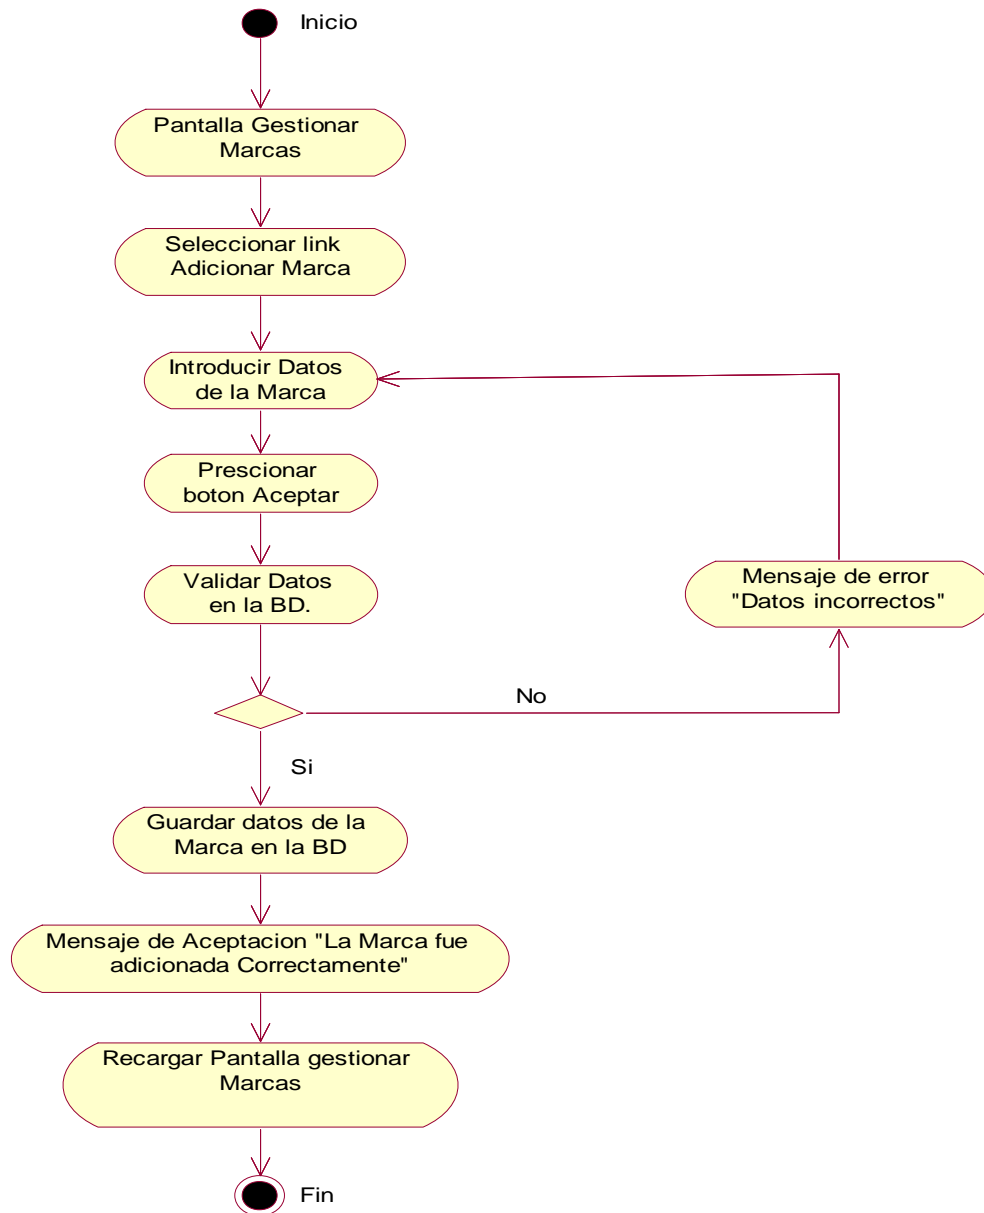 Inicio
Pantalla Gestionar
Marcas
Seleccionar link
Adicionar Marca
Introducir Datos
de la Marca
Prescionar
boton Aceptar
Validar Datos
en la BD.
Mensaje de error
"Datos incorrectos"
No
Si
Guardar datos de la
Marca en la BD
Mensaje de Aceptacion "La Marca fue
adicionada Correctamente"
Recargar Pantalla gestionar
Marcas
Fin